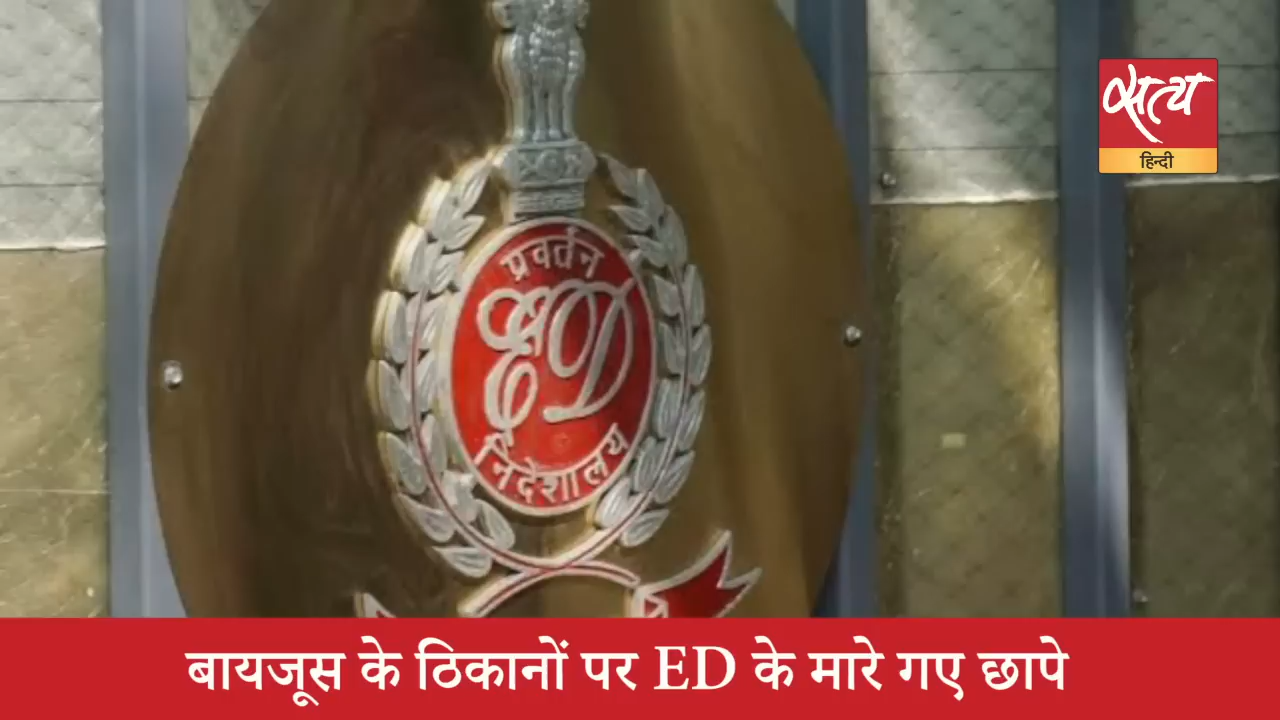 सत्य
हिन्दी
प्रवर्तन
ED
निदेशालय
बायजूस के ठिकानों पर ED के मारे गए छापे